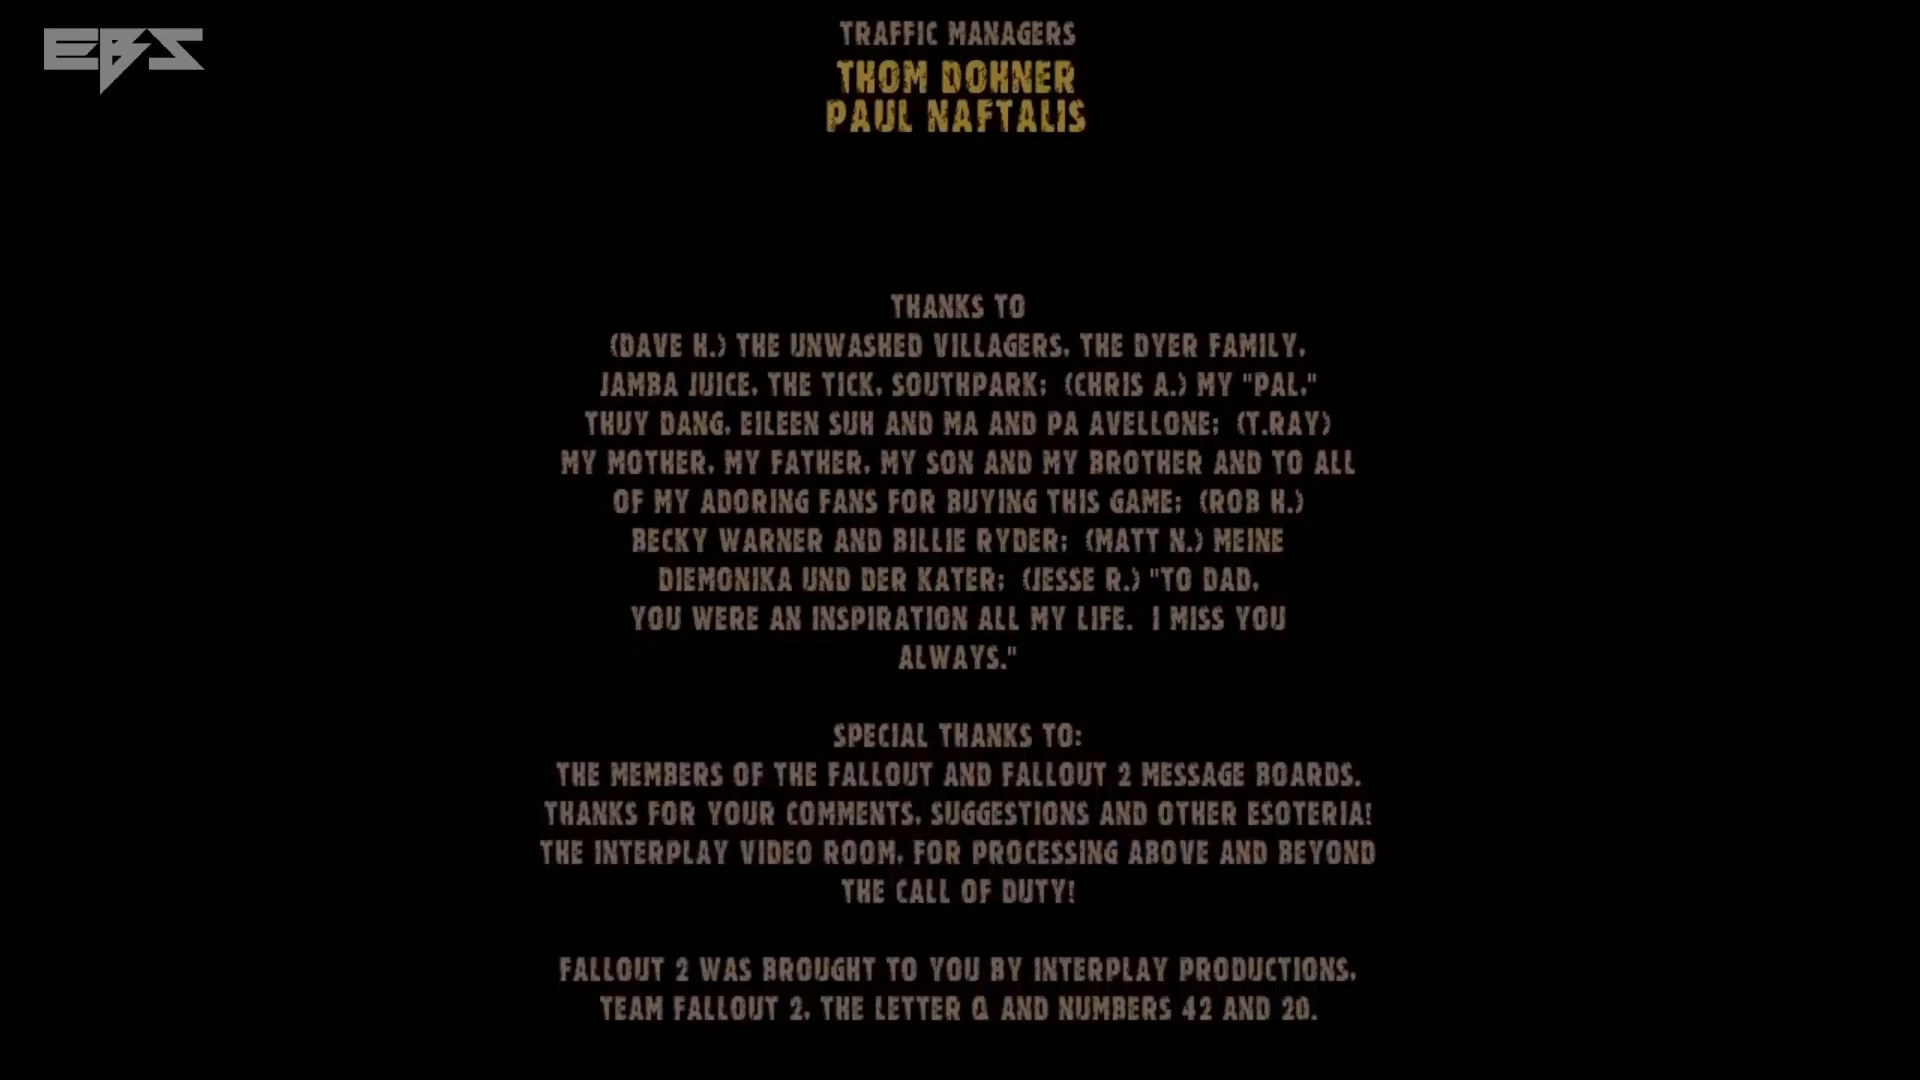 EBS
TRAFFIC MANAGERS
THOM DOHNER
PAUL NAFTALIS
THANKS TO
(DAVE H.) THE UNWASHED VILLAGERS, THE DYER FAMILY,
JAMBA JUICE, THE TICK, SOUTHPARK; (CHRIS A.) MY "PAL,"
THUY DANG, EILEEN SUH AND MA AND PA AVELLONE; (T.RAY)
MY MOTHER, MY FATHER, MY SON AND MY BROTHER AND TO ALL
OF MY ADORING FANS FOR BUYING THIS GAME; (ROB H.)
BECKY WARNER AND BILLIE RYDER; (MATT N.) MEINE
DIEMONIKA UND DER KATER; (JESSE R.) "TO DAD,
YOU WERE AN INSPIRATION ALL MY LIFE. I MISS YOU
ALWAYS."
SPECIAL THANKS TO:
THE MEMBERS OF THE FALLOUT AND FALLOUT 2 MESSAGE BOARDS.
THANKS FOR YOUR COMMENTS, SUGGESTIONS AND OTHER ESOTERIA!
THE INTERPLAY VIDEO ROOM, FOR PROCESSING ABOVE AND BEYOND
THE CALL OF DUTY!
FALLOUT 2 WAS BROUGHT TO YOU BY INTERPLAY PRODUCTIONS,
TEAM FALLOUT 2, THE LETTER Q AND NUMBERS 42 AND 20.